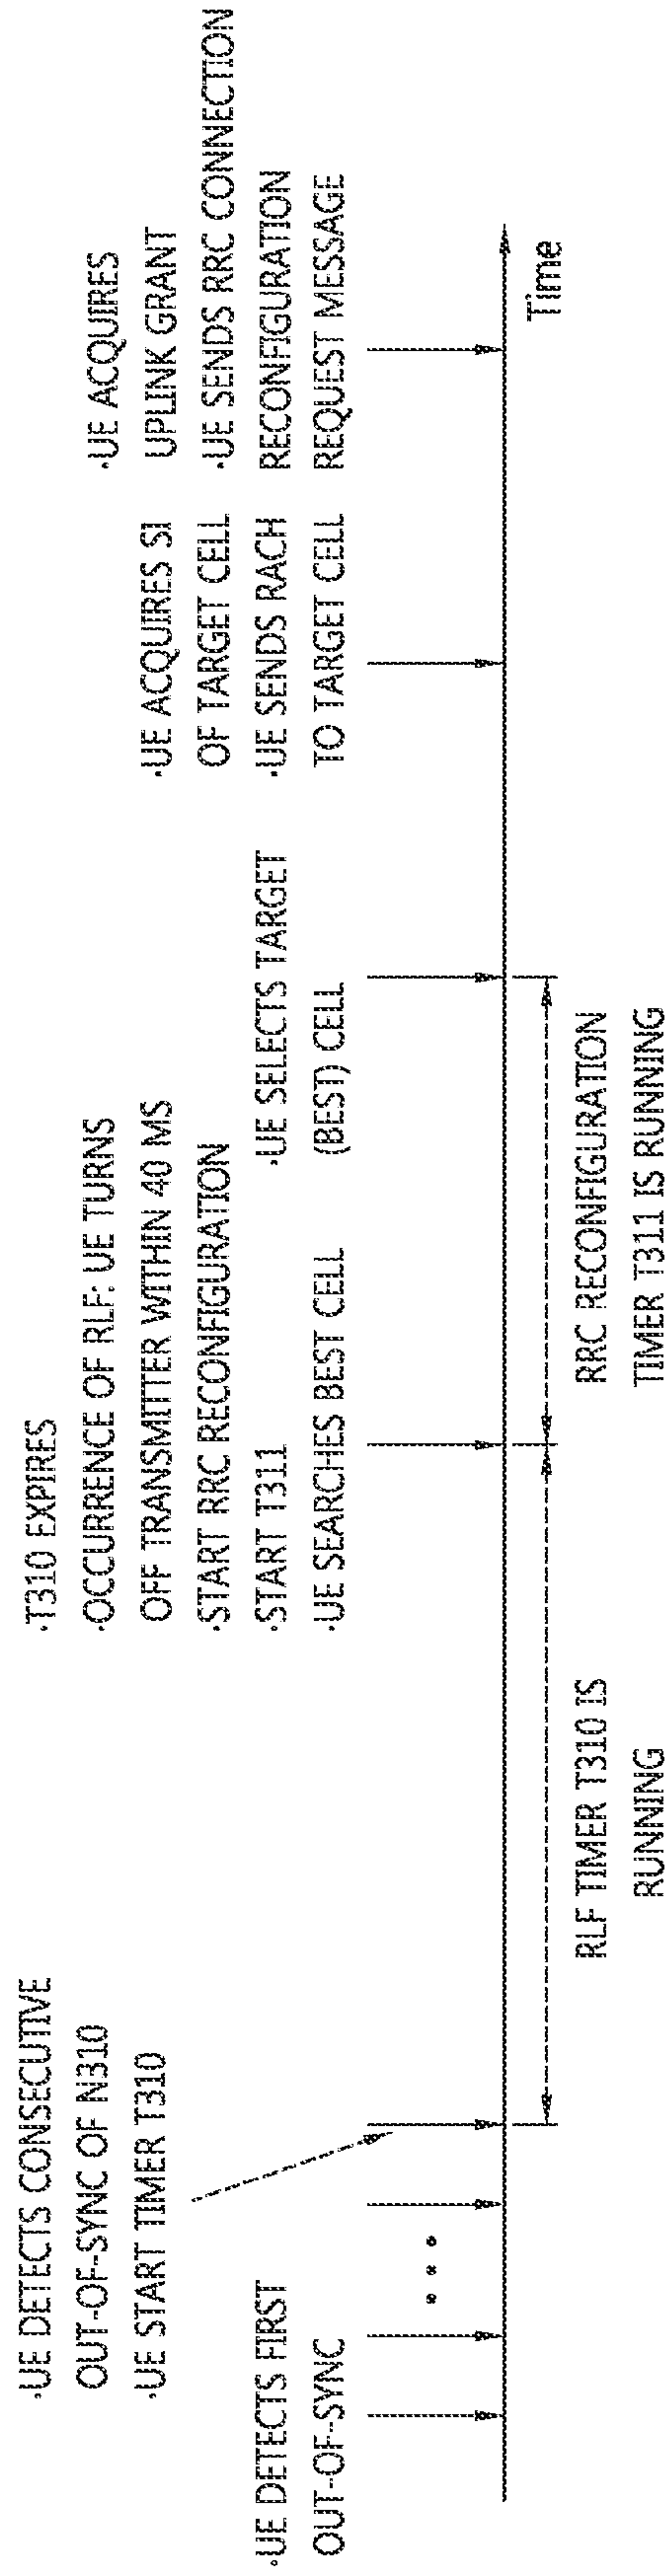 ·UE DETECTS FIRST
OUT-OF-SYNC
·UE DETECTS CONSECUTIVE
OUT-OF-SYNC OF N310
·UE START TIMER T310
·T310 EXPIRES
·OCCURRENCE OF RLF: UE TURNS
OFF TRANSMITTER WITHIN 40 MS
·START RRC RECONFIGURATION
·START T311
·UE SEARCHES BEST CELL
·UE SELECTS TARGET
(BEST) CELL
·UE ACQUIRES SI
OF TARGET CELL
·UE SENDS RACH
TO TARGET CELL
·UE ACQUIRES
UPLINK GRANT
·UE SENDS RRC CONNECTION
RECONFIGURATION
REQUEST MESSAGE
Time
RLF TIMER T310 IS
RUNNING
RRC RECONFIGURATION
TIMER T311 IS RUNNING